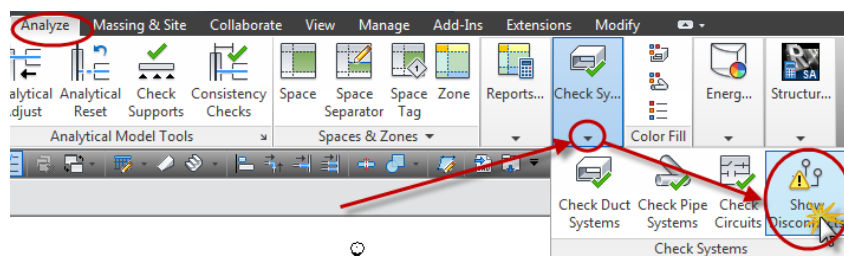 Analyze Massing & Site Collaborate View Manage Add-Ins Extensions Modify
alytical Analytical Check Consistency Space Space Space Zone Reports... Check Sy... Energ... Structur...
djust Reset Supports Checks Separator Tag
Analytical Model Tools Spaces & Zones Color Fill
SA
Check Duct Check Pipe Check Show
Systems Systems Circuits Disconnects
Check Systems